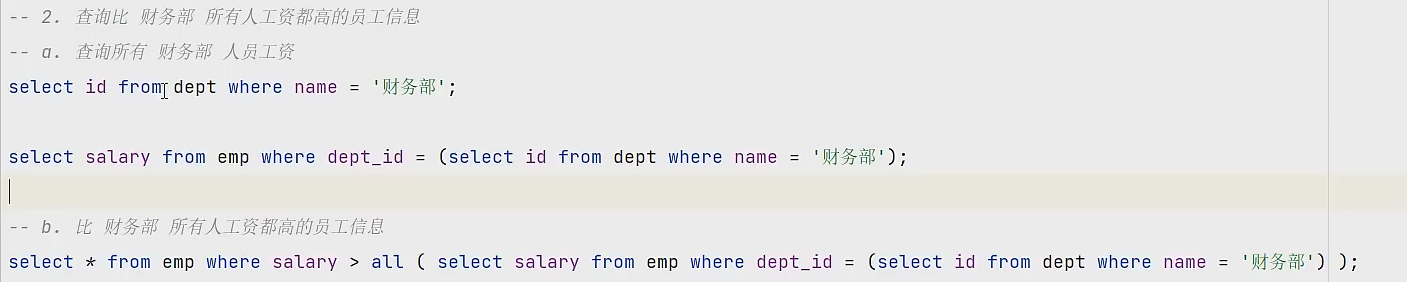 -- 2. 查询比 财务部 所有人工资都高的员工信息
-- a. 查询所有 财务部 人员工资
select id from dept where name = '财务部';
select salary from emp where dept_id = (select id from dept where name = '财务部');
-- b. 比 财务部 所有人工资都高的员工信息
select * from emp where salary > all ( select salary from emp where dept_id = (select id from dept where name = '财务部') );